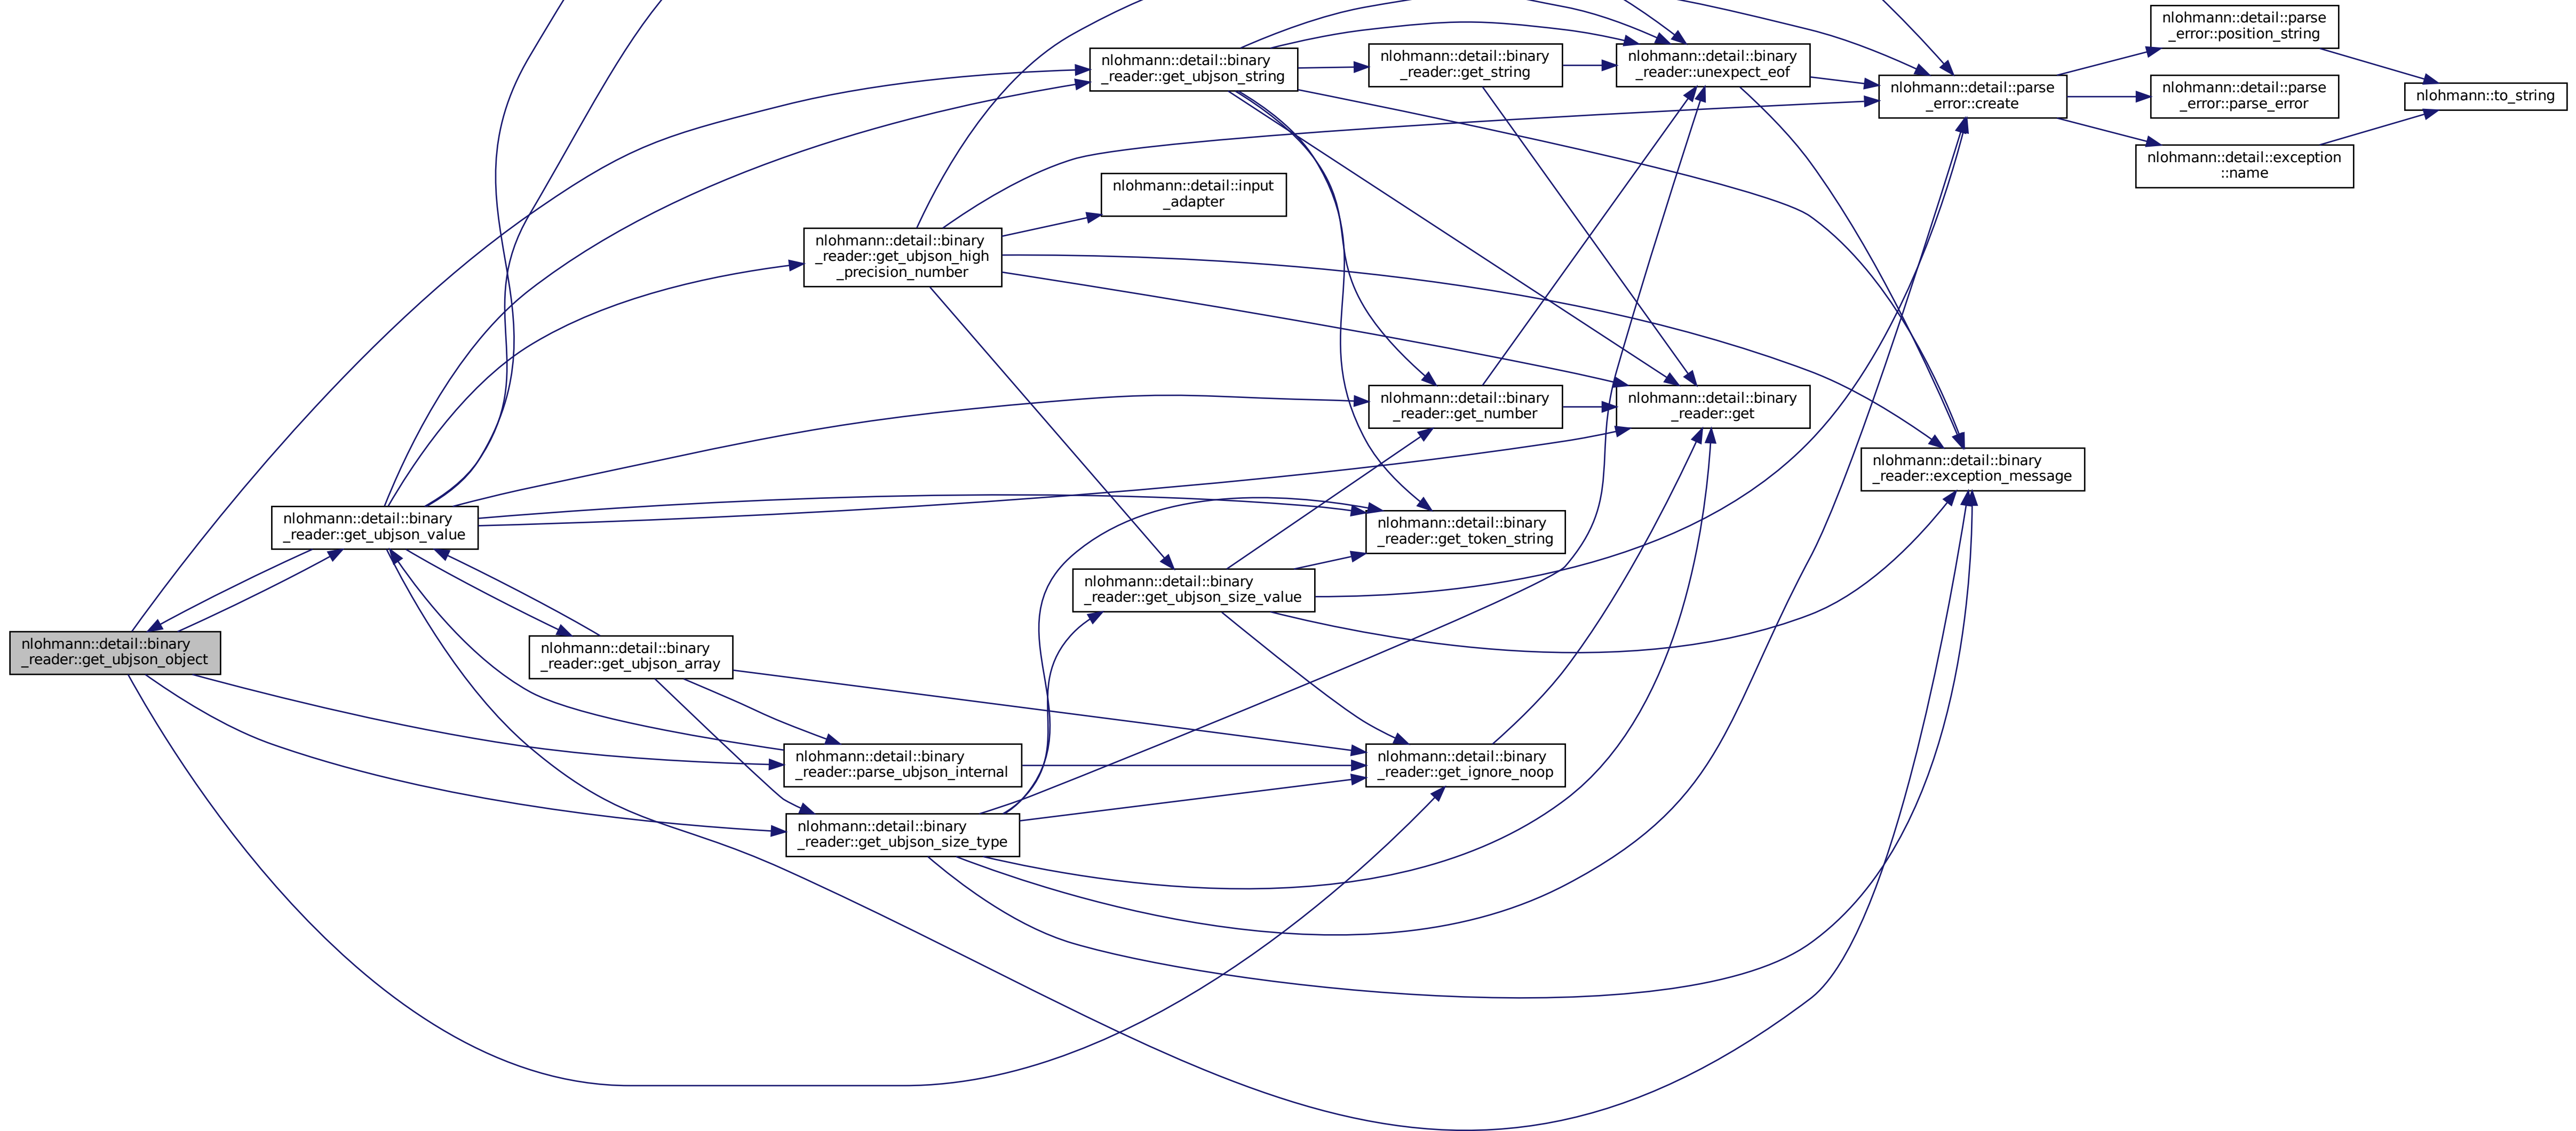 nlohmann::detail::parse
_error::position_string
nlohmann::detail::binary
_reader::get_ubjson_string
nlohmann::detail::binary
_reader::get_string
nlohmann::detail::binary
_reader::unexpect_eof
nlohmann::detail::parse
_error::create
nlohmann::detail::parse
_error::parse_error
nlohmann::to_string
nlohmann::detail::exception
::name
nlohmann::detail::input
_adapter
nlohmann::detail::binary
_reader::get_ubjson_high
_precision_number
nlohmann::detail::binary
_reader::get_number
nlohmann::detail::binary
_reader::get
nlohmann::detail::binary
_reader::exception_message
nlohmann::detail::binary
_reader::get_ubjson_value
nlohmann::detail::binary
_reader::get_token_string
nlohmann::detail::binary
_reader::get_ubjson_size_value
nlohmann::detail::binary
_reader::get_ubjson_object
nlohmann::detail::binary
_reader::get_ubjson_array
nlohmann::detail::binary
_reader::parse_ubjson_internal
nlohmann::detail::binary
_reader::get_ignore_noop
nlohmann::detail::binary
_reader::get_ubjson_size_type